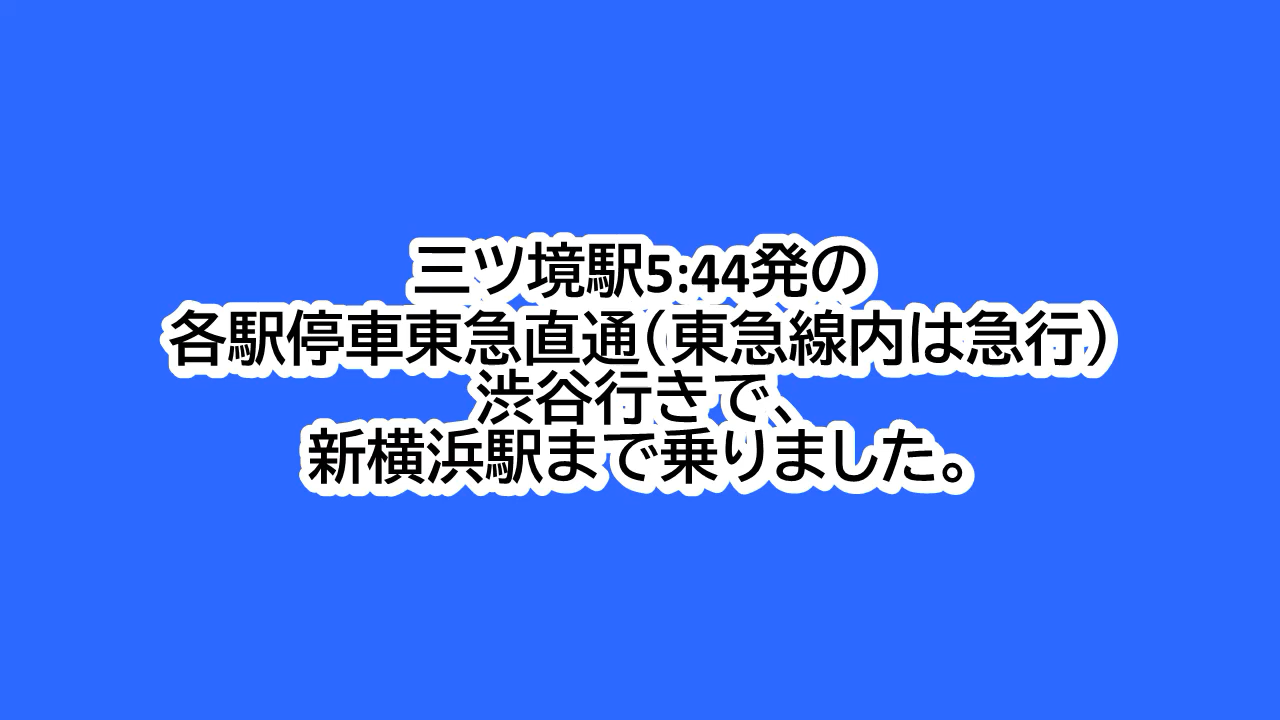 三ツ境駅5:44発の
各駅停車東急直通（東急線内は急行）
渋谷行きで、
新横浜駅まで乗りました。